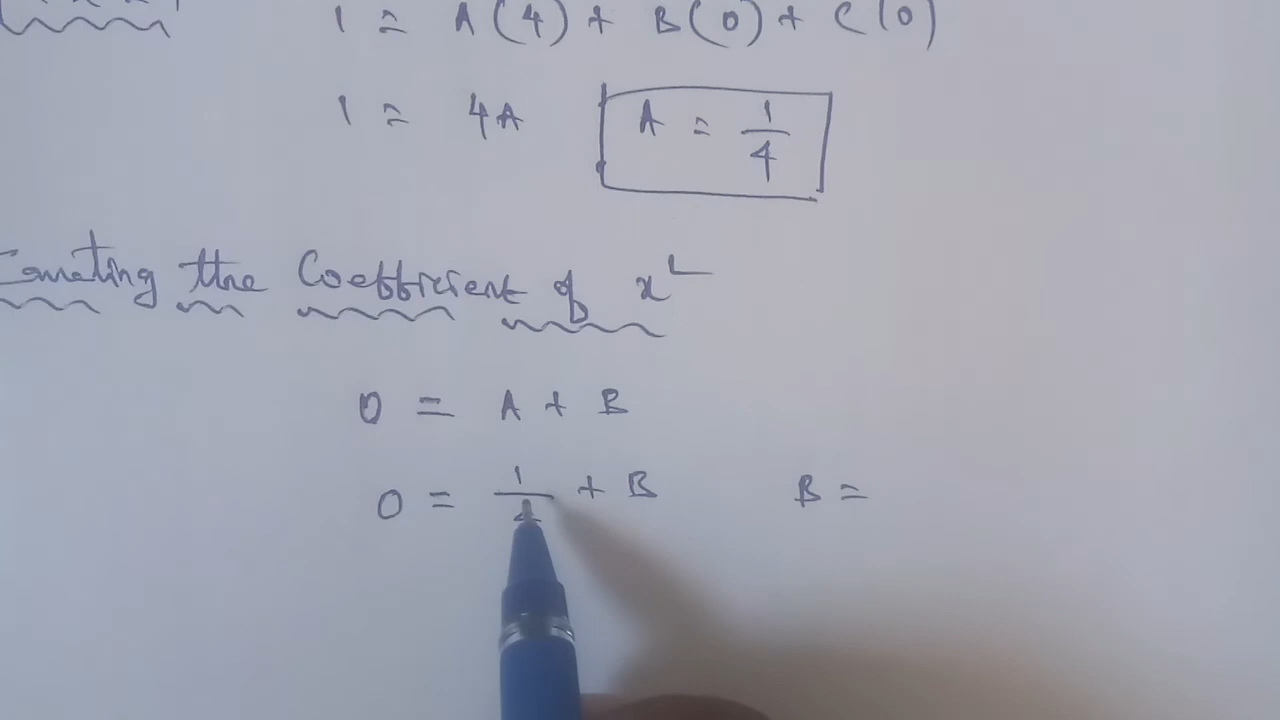 1 = A(4) + B(0) + C(0)
1 = 4A
A = 1/4
Equating the Coefficient of x²
0 = A + B
0 = 1/4 + B
B =